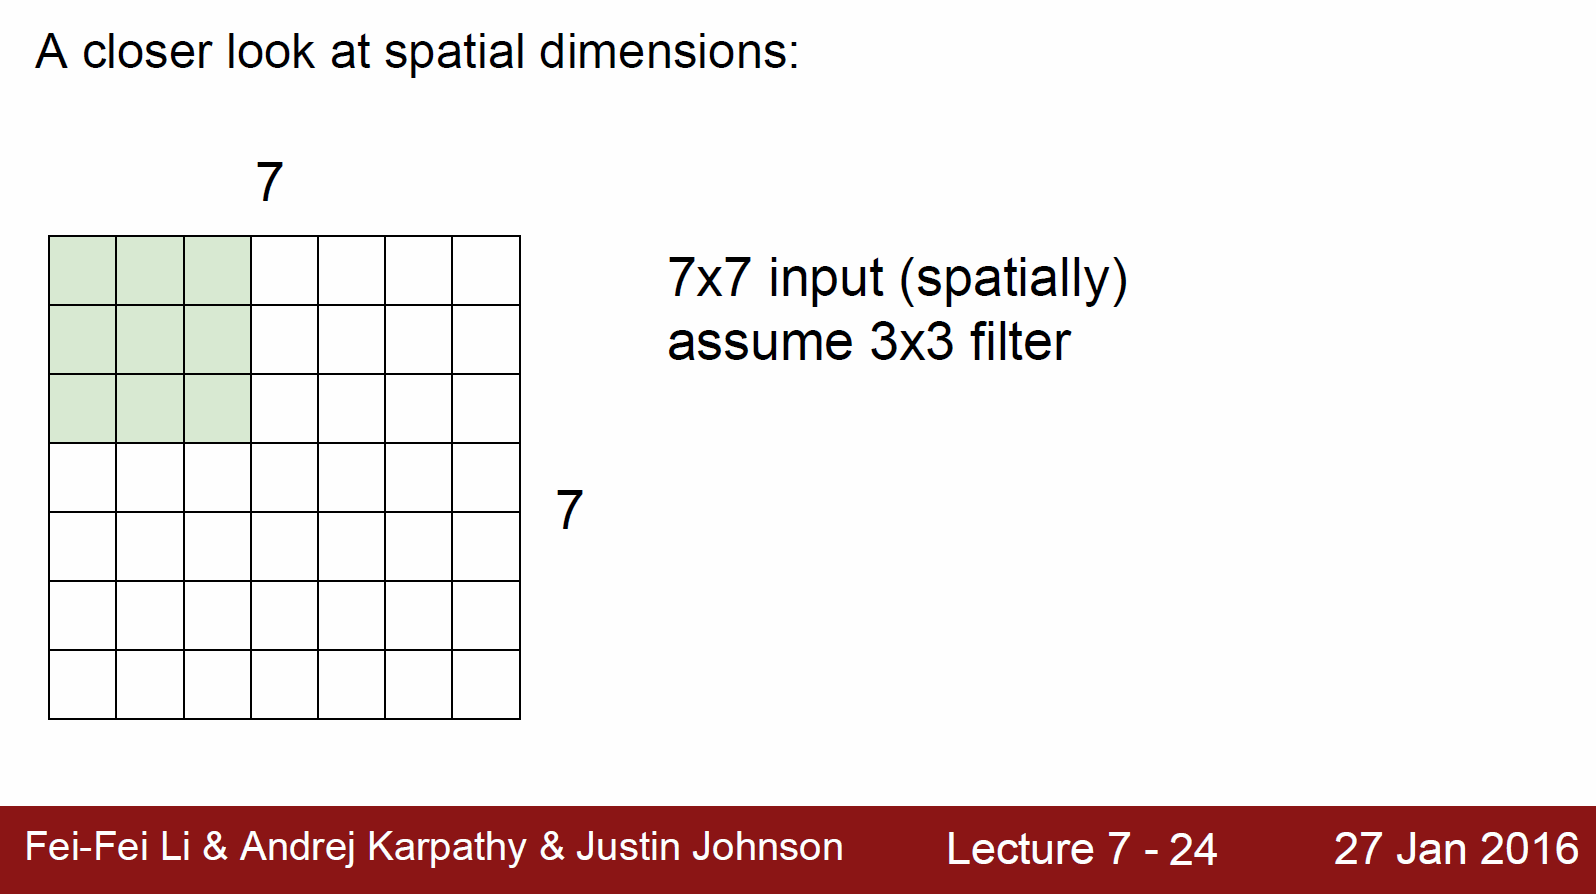 A closer look at spatial dimensions:
7
7x7 input (spatially)
assume 3x3 filter
7
Fei-Fei Li & Andrej Karpathy & Justin Johnson
Lecture 7 - 24
27 Jan 2016